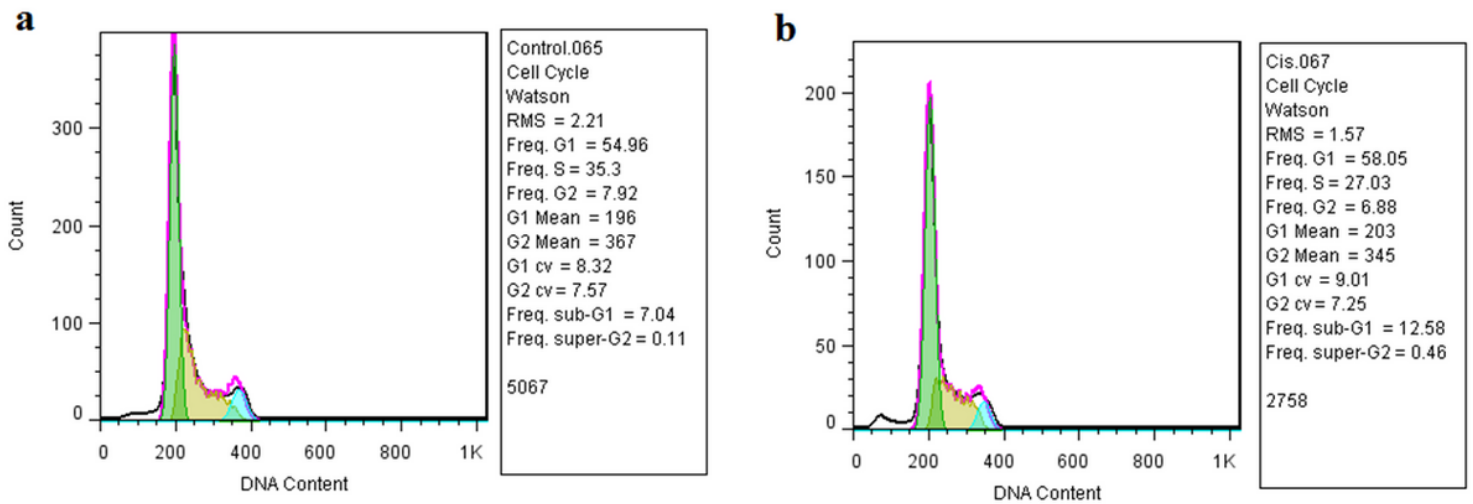 a
300
200
100
0
Count
0 200 400 600 800 1K
DNA Content
Control.065
Cell Cycle
Watson
RMS = 2.21
Freq. G1 = 54.96
Freq. S = 35.3
Freq. G2 = 7.92
G1 Mean = 196
G2 Mean = 367
G1 cv = 8.32
G2 cv = 7.57
Freq. sub-G1 = 7.04
Freq. super-G2 = 0.11
5067
b
200
150
100
50
0
Count
0 200 400 600 800 1K
DNA Content
Cis.067
Cell Cycle
Watson
RMS = 1.57
Freq. G1 = 58.05
Freq. S = 27.03
Freq. G2 = 6.88
G1 Mean = 203
G2 Mean = 345
G1 cv = 9.01
G2 cv = 7.25
Freq. sub-G1 = 12.58
Freq. super-G2 = 0.46
2758